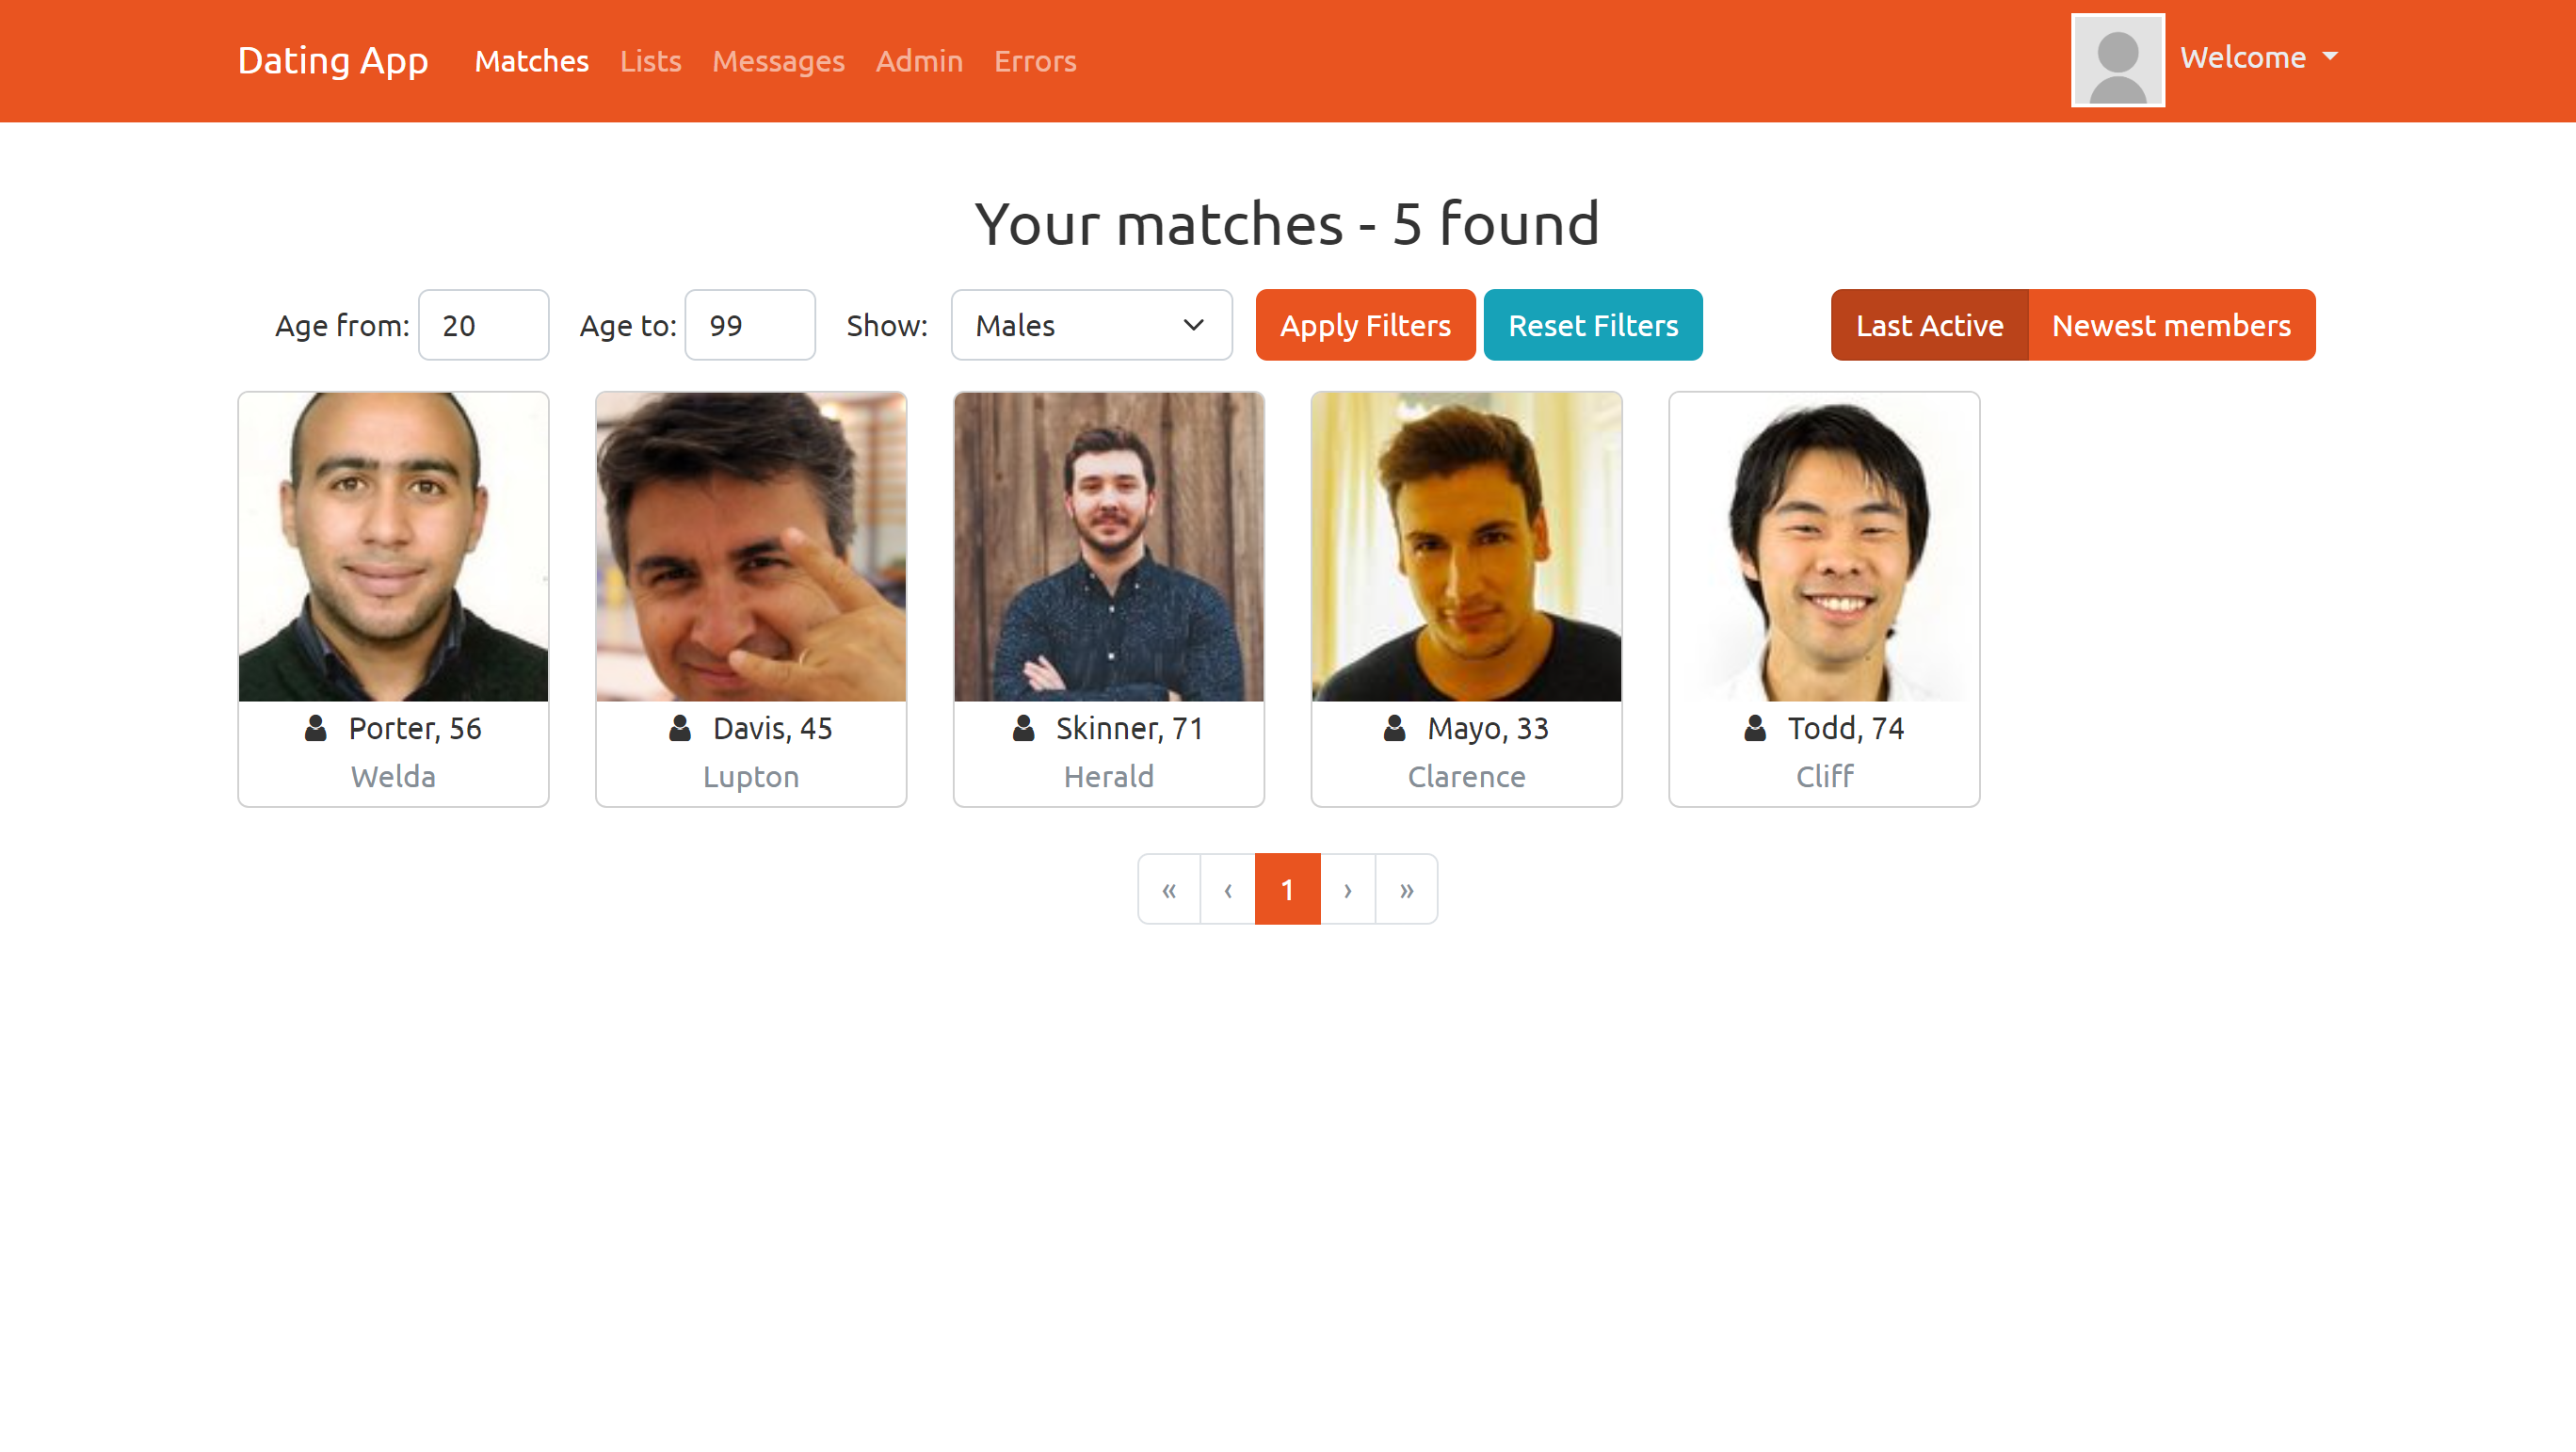 Dating App Matches Lists Messages Admin Errors Welcome
Your matches - 5 found
Age from: 20 Age to: 99 Show: Males Apply Filters Reset Filters Last Active Newest members
Porter, 56
Welda
Davis, 45
Lupton
Skinner, 71
Herald
Mayo, 33
Clarence
Todd, 74
Cliff
« ‹ 1 › »